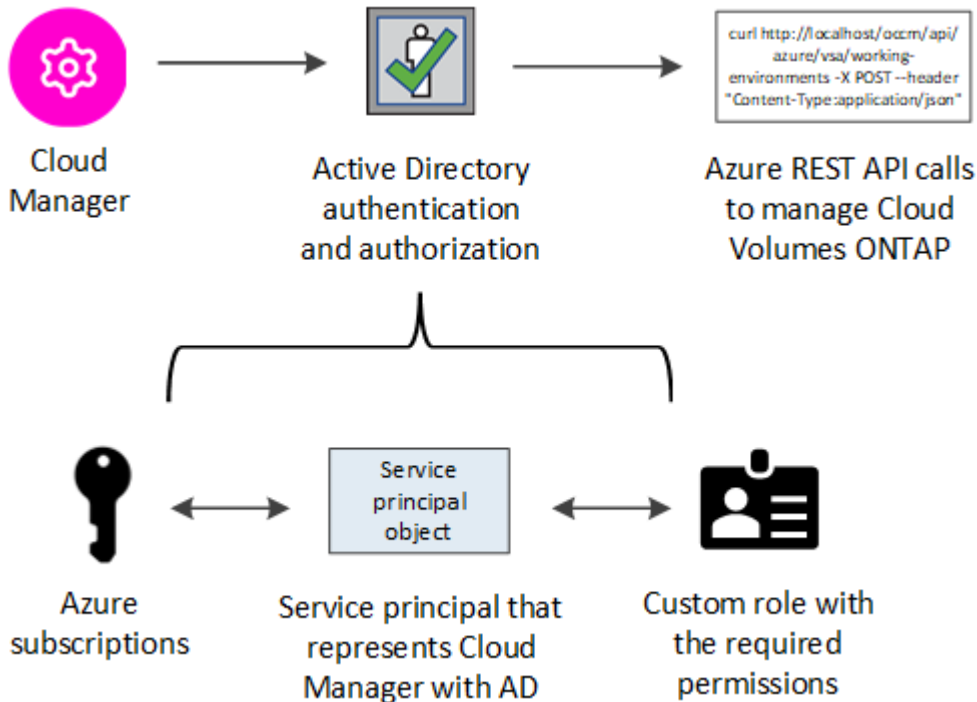 curl http://localhost/occm/api/
azure/vsa/working-
environments -X POST --header
"Content-Type:application/json"
Cloud
Manager
Active Directory
authentication
and authorization
Azure REST API calls
to manage Cloud
Volumes ONTAP
Service
principal
object
Azure
subscriptions
Service principal that
represents Cloud
Manager with AD
Custom role with
the required
permissions